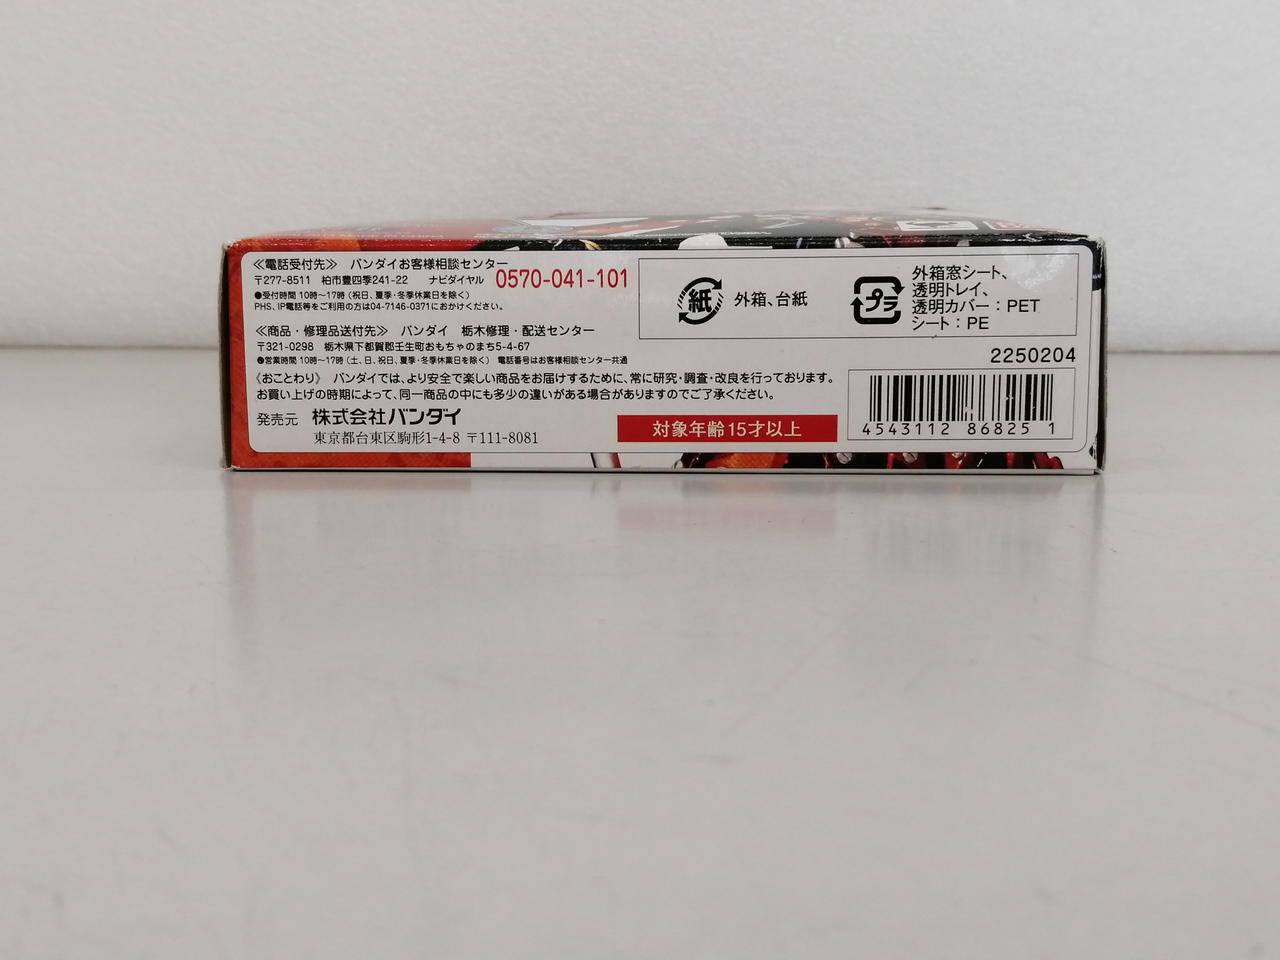 ≪電話受付先≫ バンダイお客様相談センター
〒277-8511 柏市豊四季241-22 ナビダイヤル 0570-041-101
●受付時間 10時〜17時 (祝日、夏季・冬季休業日を除く)
PHS、IP電話等をご利用の方は04-7146-0371におかけください。
≪商品・修理品送付先≫ バンダイ 栃木修理・配送センター
〒321-0298 栃木県下都賀郡壬生町おもちゃのまち5-4-67
●営業時間 10時〜17時 (土、日、祝日、夏季・冬季休業日を除く) 電話番号はお客様相談センター共通
《おことわり》 バンダイでは、より安全で楽しい商品をお届けするために、常に研究・調査・改良を行っております。
お買い上げの時期によって、同一商品の中にも多少の違いがある場合がありますのでご了承ください。
発売元 株式会社バンダイ
東京都台東区駒形1-4-8 〒111-8081
対象年齢15才以上
紙 外箱、台紙
プラ
外箱窓シート、
透明トレイ、
透明カバー：PET
シート：PE
2250204
4543112 86825 1